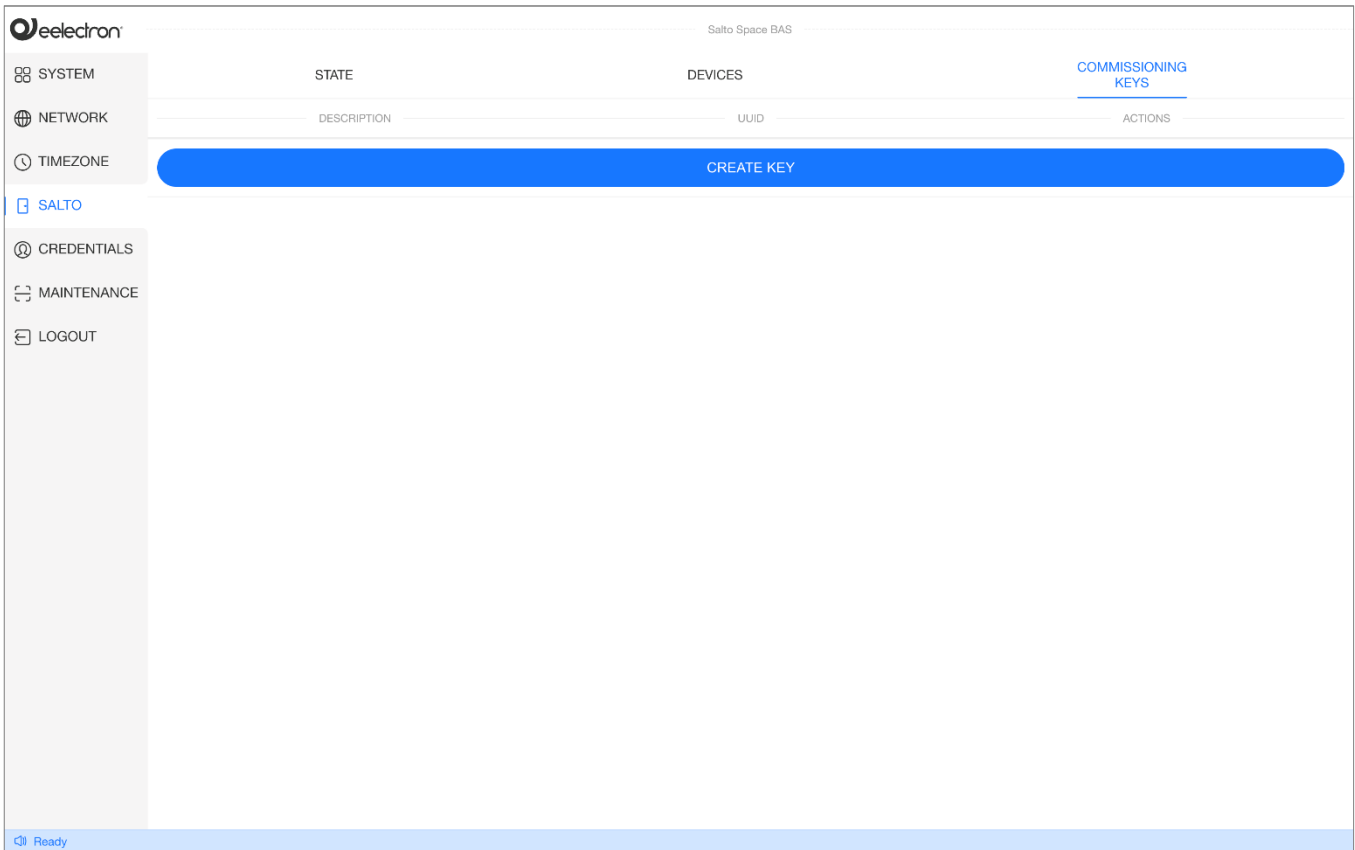 eelectron®
Salto Space BAS
SYSTEM
NETWORK
TIMEZONE
SALTO
CREDENTIALS
MAINTENANCE
LOGOUT
STATE
DEVICES
COMMISSIONING
KEYS
DESCRIPTION
UUID
ACTIONS
CREATE KEY
Ready